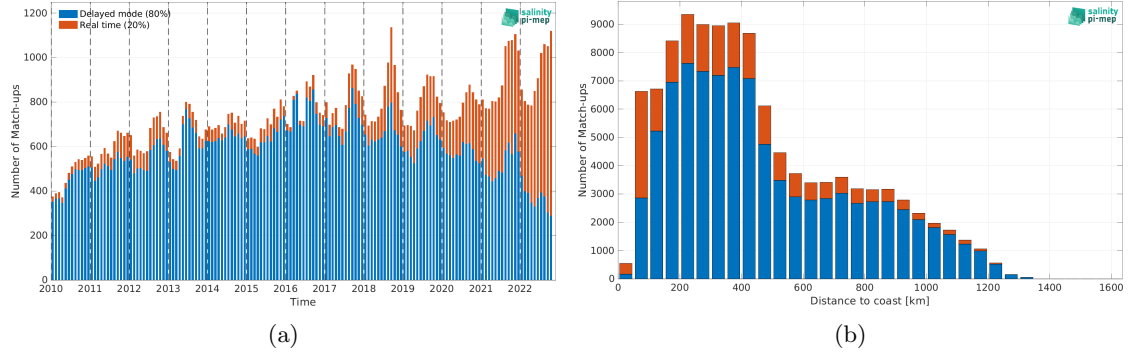 Delayed mode (80%)
Real time (20%)
salinity
pi-mep
Number of Match-ups
1200
1000
800
600
400
200
0
2010 2011 2012 2013 2014 2015 2016 2017 2018 2019 2020 2021 2022
Time
(a)
salinity
pi-mep
Number of Match-ups
9000
8000
7000
6000
5000
4000
3000
2000
1000
0
0 200 400 600 800 1000 1200 1400 1600
Distance to coast [km]
(b)